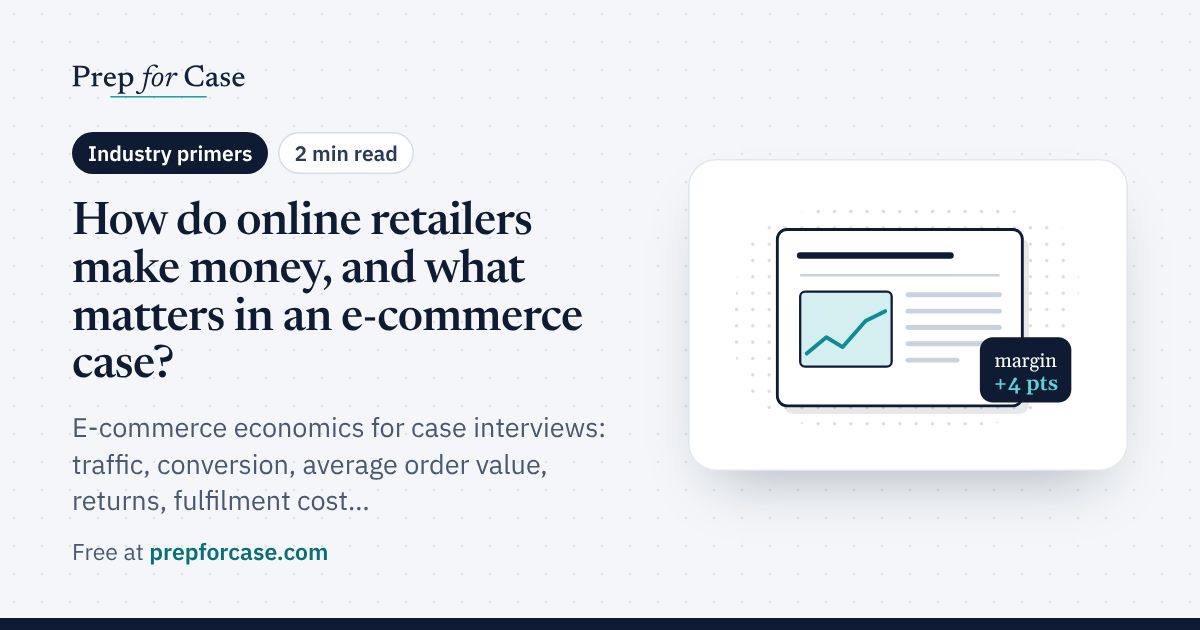 Prep for Case
Industry primers
2 min read
How do online retailers
make money, and what
matters in an e-commerce
case?
E-commerce economics for case interviews:
traffic, conversion, average order value,
returns, fulfilment cost...
Free at prepforcase.com
margin
+4 pts